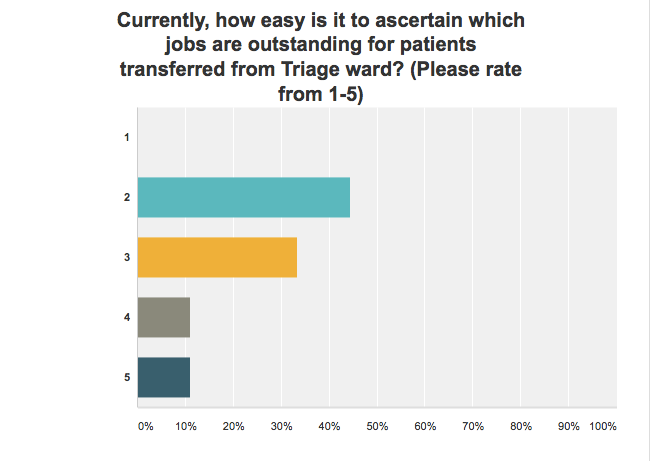 Currently, how easy is it to ascertain which
jobs are outstanding for patients
transferred from Triage ward? (Please rate
from 1-5)
1
2
3
4
5
0% 10% 20% 30% 40% 50% 60% 70% 80% 90% 100%